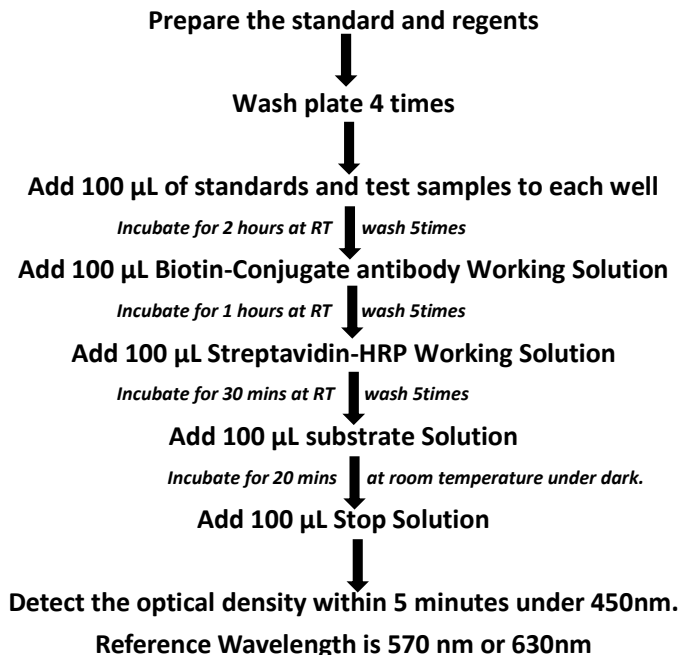 Prepare the standard and regents
Wash plate 4 times
Add 100 µL of standards and test samples to each well
Incubate for 2 hours at RT wash 5times
Add 100 µL Biotin-Conjugate antibody Working Solution
Incubate for 1 hours at RT wash 5times
Add 100 µL Streptavidin-HRP Working Solution
Incubate for 30 mins at RT wash 5times
Add 100 µL substrate Solution
Incubate for 20 mins at room temperature under dark.
Add 100 µL Stop Solution
Detect the optical density within 5 minutes under 450nm.
Reference Wavelength is 570 nm or 630nm